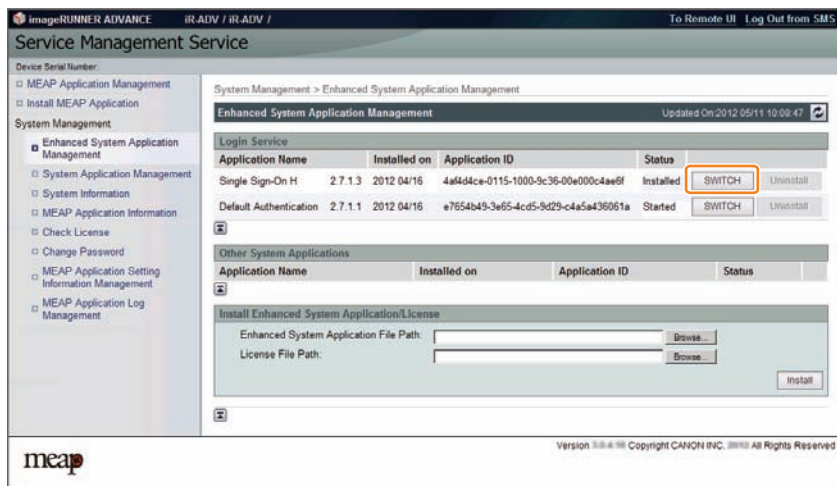 imageRUNNER ADVANCE iR-ADV / iR-ADV / To Remote UI Log Out from SMS
Service Management Service
Device Serial Number:
MEAP Application Management
Install MEAP Application
System Management
Enhanced System Application Management
System Application Management
System Information
MEAP Application Information
Check License
Change Password
MEAP Application Setting Information Management
MEAP Application Log Management
System Management > Enhanced System Application Management
Enhanced System Application Management Updated On:2012 05/11 10:09:47
Login Service
Application Name Installed on Application ID Status
Single Sign-On H 2.7.1.3 2012 04/16 4af4d4ce-0115-1000-9c36-00e000c4ae6f Installed SWITCH Uninstall
Default Authentication 2.7.1.1 2012 04/16 e7654b49-3e65-4cd5-9d29-c4a5a436061a Started SWITCH Uninstall
Other System Applications
Application Name Installed on Application ID Status
Install Enhanced System Application/License
Enhanced System Application File Path: Browse...
License File Path: Browse...
Install
meap
Version Copyright CANON INC. All Rights Reserved